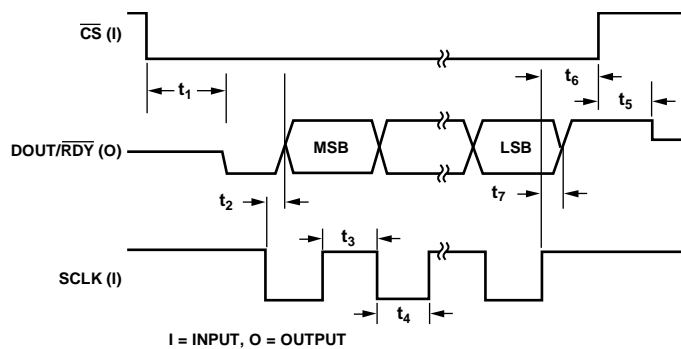 CS (I)
t1
t6
t5
DOUT/RDY (O)
MSB
LSB
t2
t7
t3
SCLK (I)
t4
I = INPUT, O = OUTPUT